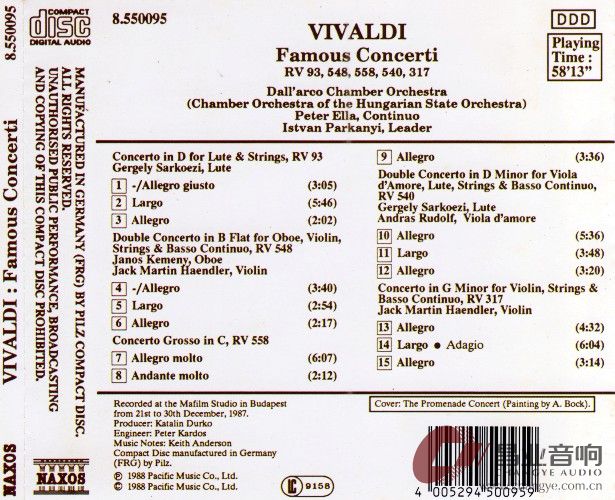 8.550095
VIVALDI : Famous Concerti
NAXOS
COMPACT
disc
DIGITAL AUDIO
MANUFACTURED IN GERMANY (FRG) BY PILZ COMPACT DISC.
ALL RIGHTS RESERVED.
UNAUTHORISED PUBLIC PERFORMANCE, BROADCASTING
AND COPYING OF THIS COMPACT DISC PROHIBITED.
NAXOS
8.550095
DDD
Playing
Time :
58'13”
VIVALDI
Famous Concerti
RV 93, 548, 558, 540, 317
Dall'arco Chamber Orchestra
(Chamber Orchestra of the Hungarian State Orchestra)
Peter Ella, Continuo
Istvan Parkanyi, Leader
Concerto in D for Lute & Strings, RV 93
Gergely Sarkoezi, Lute
1 -/Allegro giusto (3:05)
2 Largo (5:46)
3 Allegro (2:02)
Double Concerto in B Flat for Oboe, Violin,
Strings & Basso Continuo, RV 548
Janos Kemeny, Oboe
Jack Martin Haendler, Violin
4 -/Allegro (3:40)
5 Largo (2:54)
6 Allegro (2:17)
Concerto Grosso in C, RV 558
7 Allegro molto (6:07)
8 Andante molto (2:12)
9 Allegro (3:36)
Double Concerto in D Minor for Viola
d'Amore, Lute, Strings & Basso Continuo,
RV 540
Gergely Sarkoezi, Lute
Andras Rudolf, Viola d'amore
10 Allegro (5:36)
11 Largo (3:48)
12 Allegro (3:20)
Concerto in G Minor for Violin, Strings &
Basso Continuo, RV 317
Jack Martin Haendler, Violin
13 Allegro (4:32)
14 Largo • Adagio (6:04)
15 Allegro (3:14)
Recorded at the Mafilm Studio in Budapest
from 21st to 30th December, 1987.
Producer: Katalin Durko
Engineer: Peter Kardos
Music Notes: Keith Anderson
Compact Disc manufactured in Germany
(FRG) by Pilz.
Ⓟ 1988 Pacific Music Co., Ltd.
© 1988 Pacific Music Co., Ltd.
LC 9158
Cover: The Promenade Concert (Painting by A. Bock).
音响
CHANGYE AUDIO
4 005294 500959